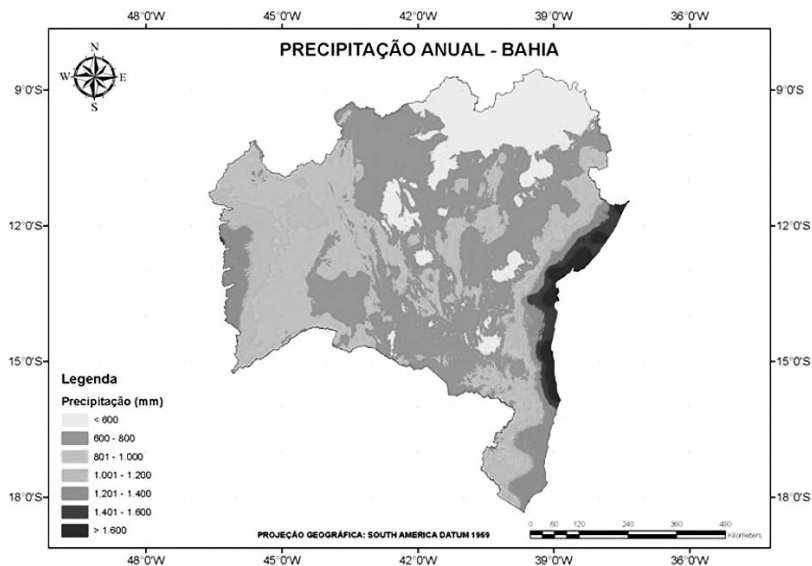 48°0'W 45°0'W 42°0'W 39°0'W 36°0'W
PRECIPITAÇÃO ANUAL - BAHIA
N
W E
S
9°0'S 9°0'S
12°0'S 12°0'S
15°0'S 15°0'S
18°0'S 18°0'S
Legenda
Precipitação (mm)
< 600
600 - 800
801 - 1.000
1.001 - 1.200
1.201 - 1.400
1.401 - 1.600
> 1.600
PROJEÇÃO GEOGRÁFICA: SOUTH AMERICA DATUM 1969
0 30 60 120 240 360 480
Kilometers
48°0'W 45°0'W 42°0'W 39°0'W 36°0'W